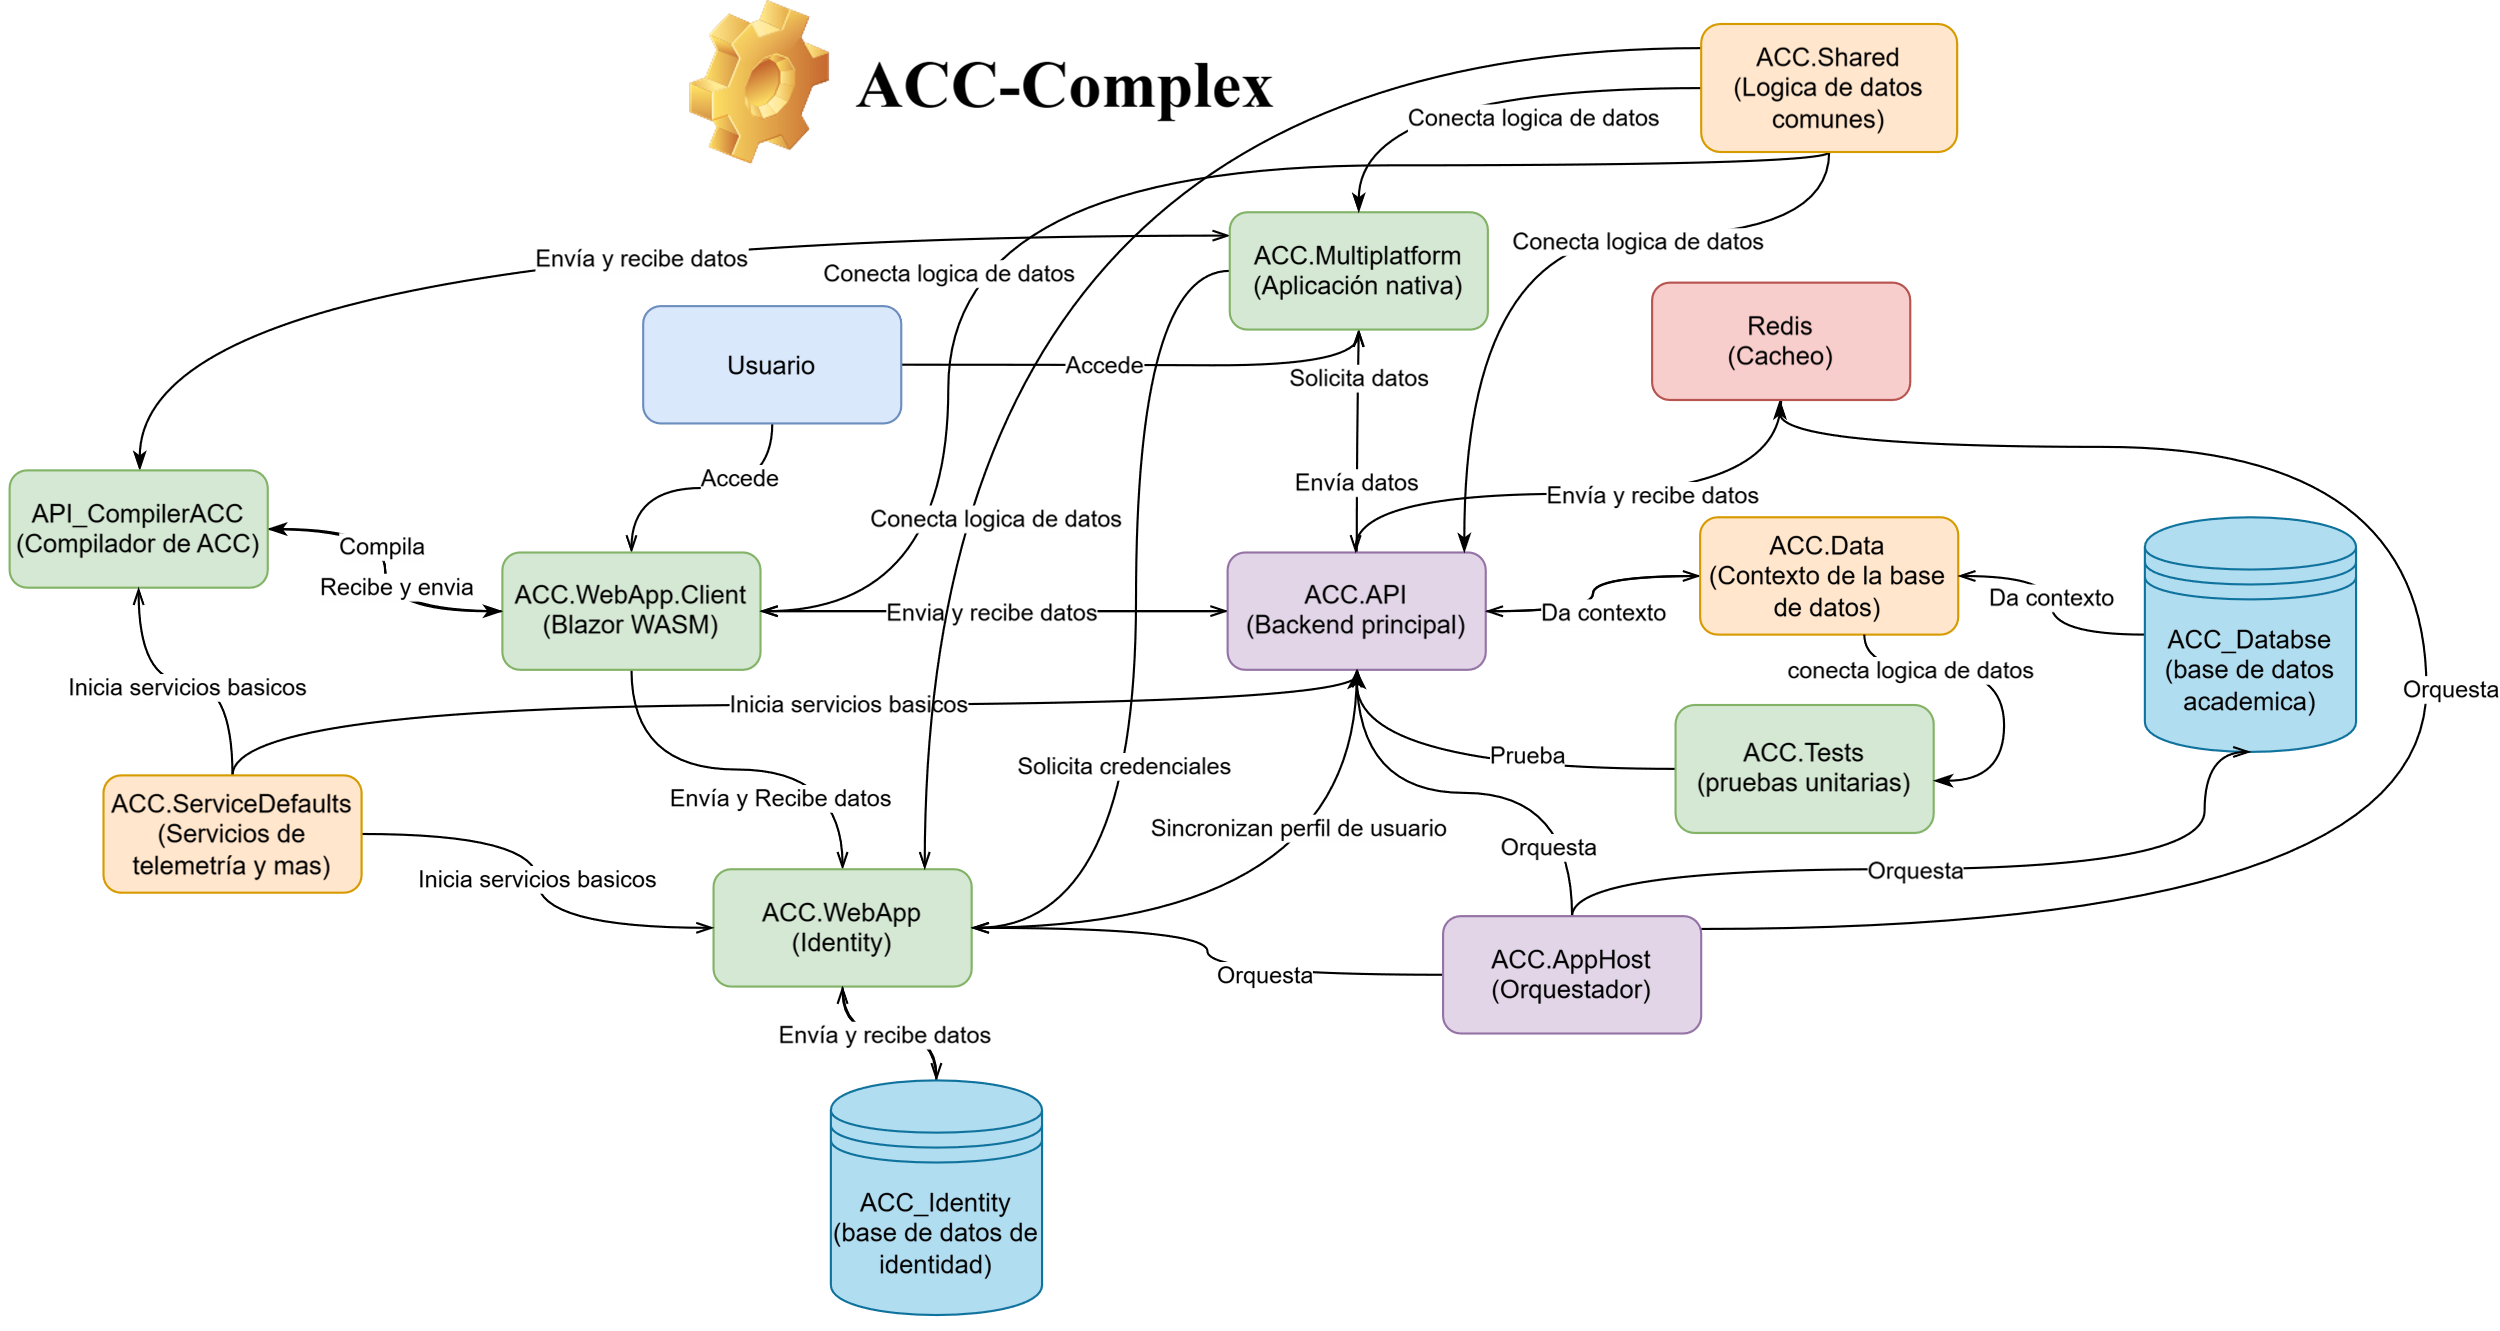 ACC-Complex
ACC.Shared
(Logica de datos
comunes)
Conecta logica de datos
Conecta logica de datos
Envía y recibe datos
Conecta logica de datos
ACC.Multiplatform
(Aplicación nativa)
Redis
(Cacheo)
Usuario
Accede
Solicita datos
Accede
Envía datos
Envía y recibe datos
API_CompilerACC
(Compilador de ACC)
Conecta logica de datos
Compila
Recibe y envia
ACC.WebApp.Client
(Blazor WASM)
Envia y recibe datos
ACC.API
(Backend principal)
Da contexto
ACC.Data
(Contexto de la base
de datos)
Da contexto
ACC_Databse
(base de datos
academica)
conecta logica de datos
Orquesta
Inicia servicios basicos
Inicia servicios basicos
Prueba
ACC.Tests
(pruebas unitarias)
Solicita credenciales
Envía y Recibe datos
ACC.ServiceDefaults
(Servicios de
telemetría y mas)
Sincronizan perfil de usuario
Orquesta
Orquesta
Inicia servicios basicos
ACC.WebApp
(Identity)
Orquesta
ACC.AppHost
(Orquestador)
Envía y recibe datos
ACC_Identity
(base de datos de
identidad)